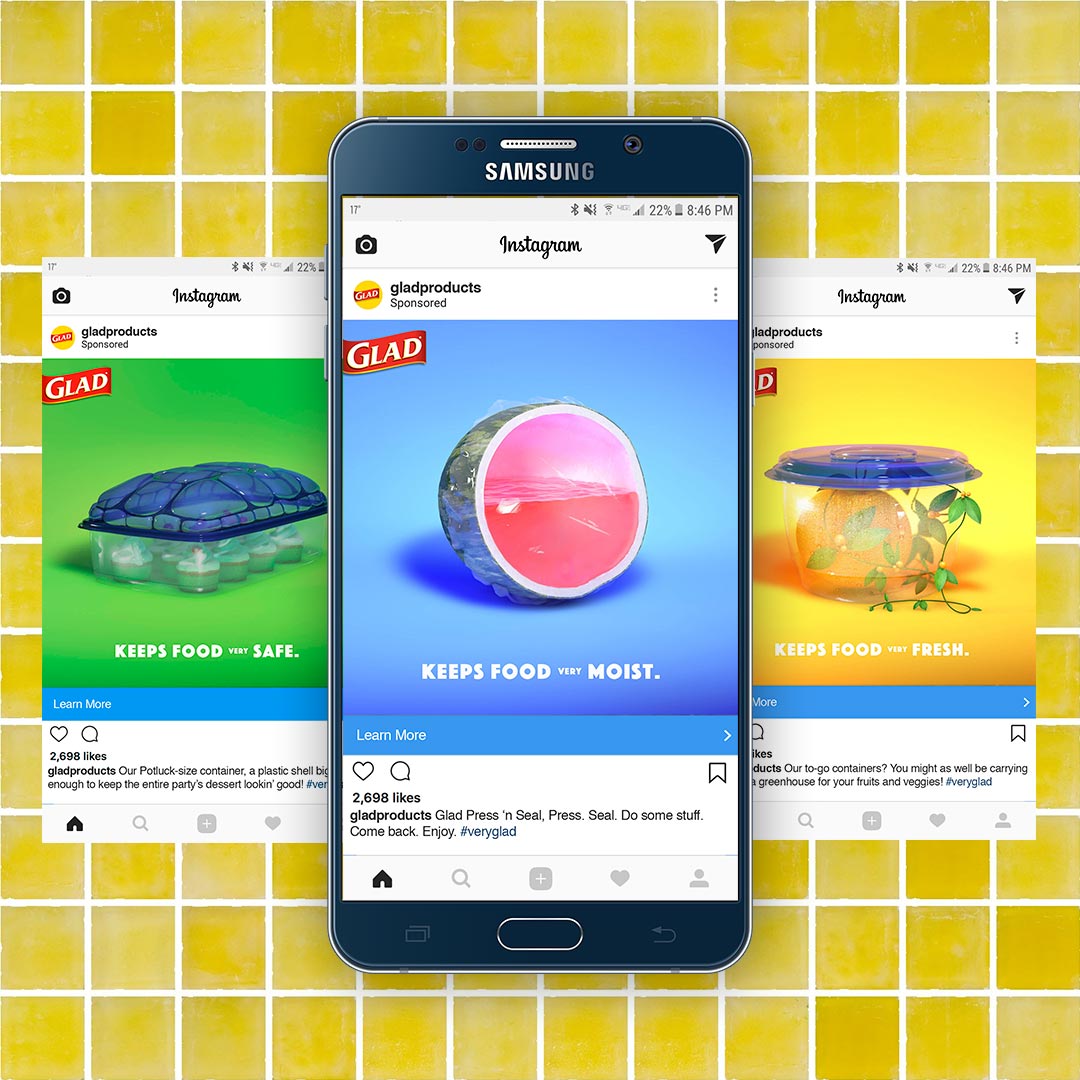 SAMSUNG
17°
22% 8:46 PM
Instagram
GLAD
gladproducts
Sponsored
GLAD
KEEPS FOOD VERY MOIST.
Learn More
2,698 likes
gladproducts Glad Press 'n Seal, Press. Seal. Do some stuff.
Come back. Enjoy. #veryglad
17°
22%
Instagram
GLAD
gladproducts
Sponsored
GLAD
KEEPS FOOD VERY SAFE.
Learn More
2,698 likes
gladproducts Our Potluck-size container, a plastic shell big
enough to keep the entire party's dessert lookin' good! #ver
22% 8:46 PM
Instagram
ladproducts
ponsored
D
KEEPS FOOD VERY FRESH.
More
ikes
ducts Our to-go containers? You might as well be carrying
a greenhouse for your fruits and veggies! #veryglad